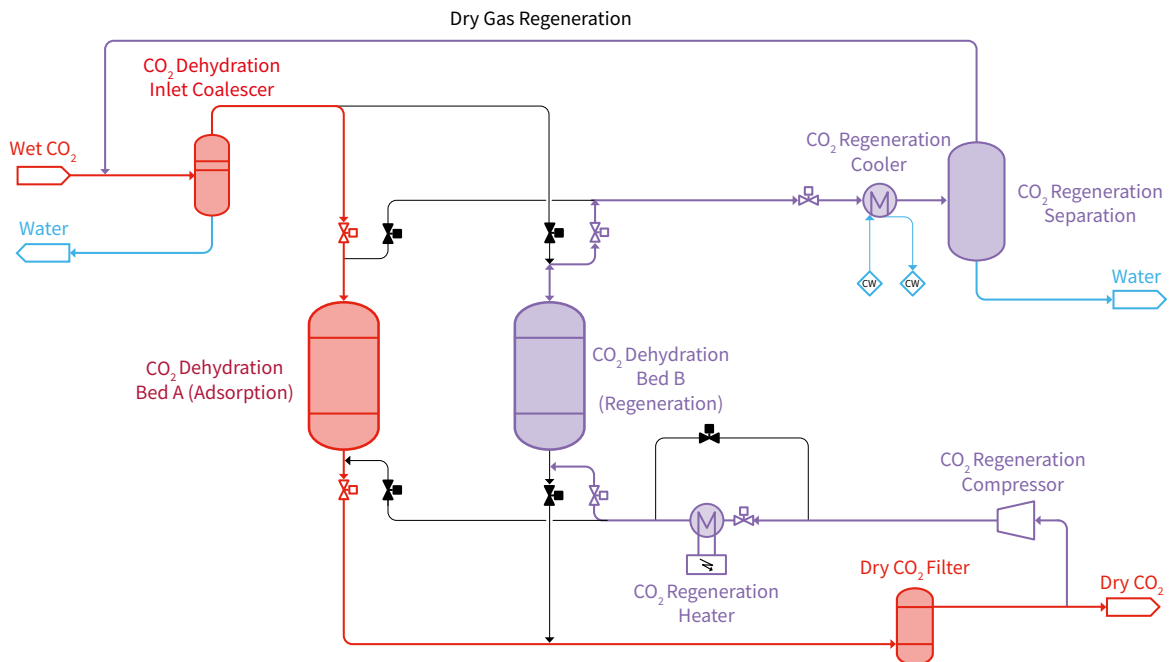 Dry Gas Regeneration
CO₂ Dehydration
Inlet Coalescer
Wet CO₂
Water
CO₂ Regeneration
Cooler
CO₂ Regeneration
Separation
CW
CW
Water
CO₂ Dehydration
Bed A (Adsorption)
CO₂ Dehydration
Bed B
(Regeneration)
CO₂ Regeneration
Compressor
CO₂ Regeneration
Heater
Dry CO₂ Filter
Dry CO₂